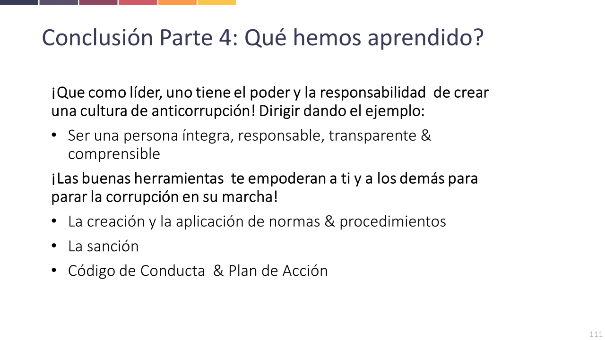 Conclusión Parte 4: Qué hemos aprendido?
¡Que como líder, uno tiene el poder y la responsabilidad de crear
una cultura de anticorrupción! Dirigir dando el ejemplo:
• Ser una persona íntegra, responsable, transparente &
comprensible
¡Las buenas herramientas te empoderan a ti y a los demás para
parar la corrupción en su marcha!
• La creación y la aplicación de normas & procedimientos
• La sanción
• Código de Conducta & Plan de Acción
111